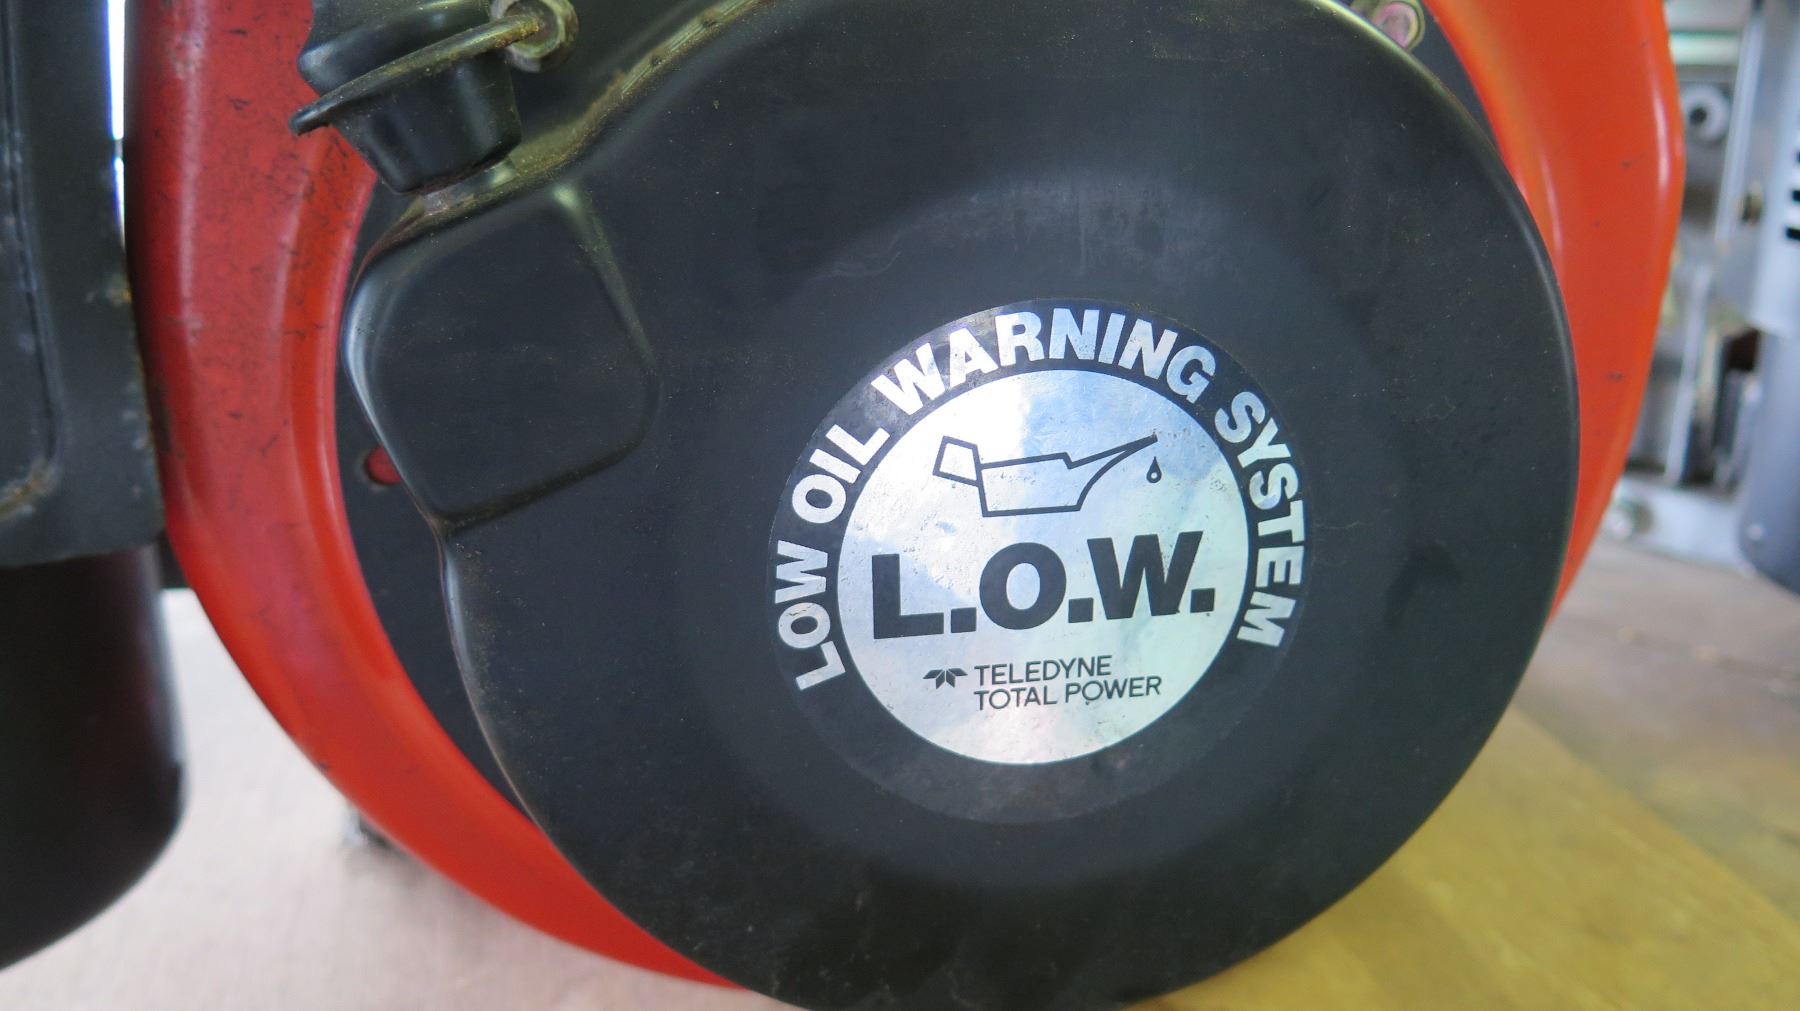 LOW OIL WARNING SYSTEM
L.O.W.
TELEDYNE
TOTAL POWER